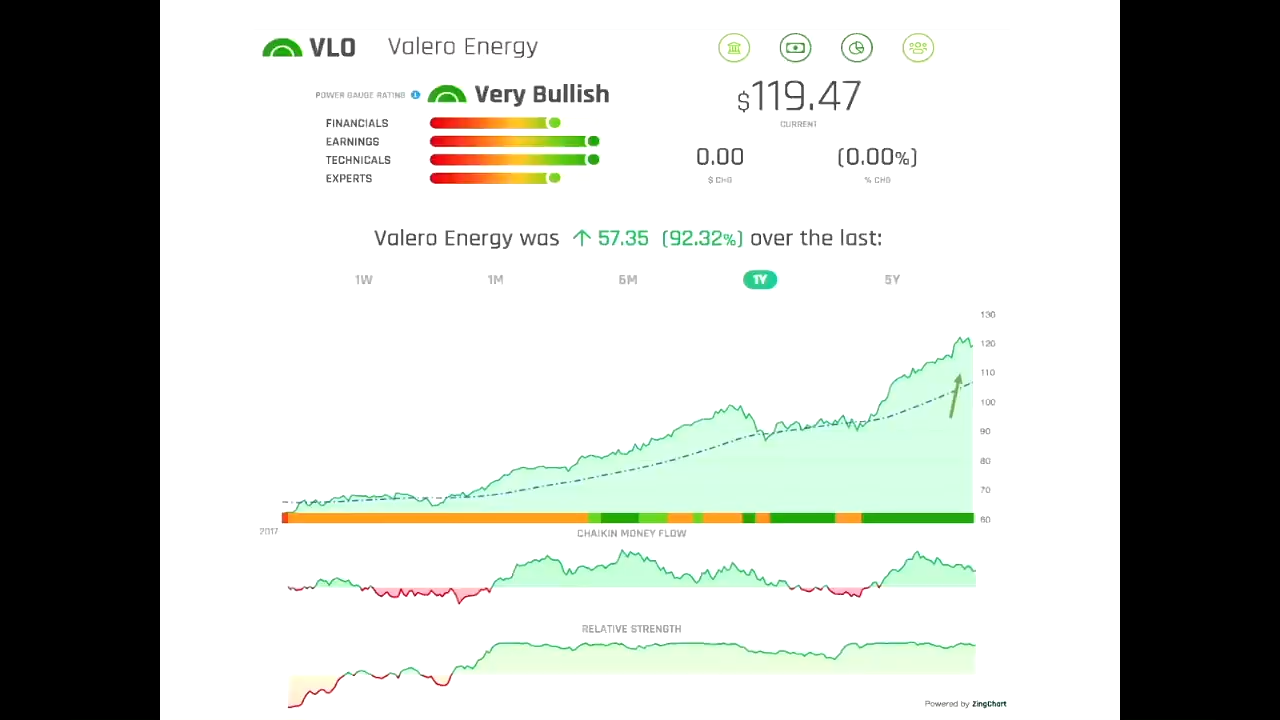 VLO Valero Energy
POWER GAUGE RATING Very Bullish
FINANCIALS
EARNINGS
TECHNICALS
EXPERTS
$119.47
CURRENT
0.00 (0.00%)
$ CHG % CHG
Valero Energy was ↑ 57.35 (92.32%) over the last:
1W 1M 6M 1Y 5Y
130
120
110
100
90
80
70
60
2017
CHAIKIN MONEY FLOW
RELATIVE STRENGTH
Powered by ZingChart